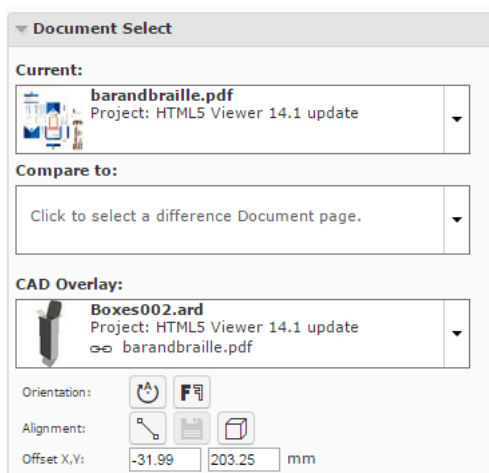 Document Select
Current:
barandbraille.pdf
Project: HTML5 Viewer 14.1 update
Compare to:
Click to select a difference Document page.
CAD Overlay:
Boxes002.ard
Project: HTML5 Viewer 14.1 update
barandbraille.pdf
Orientation:
Alignment:
Offset X,Y: -31.99 203.25 mm